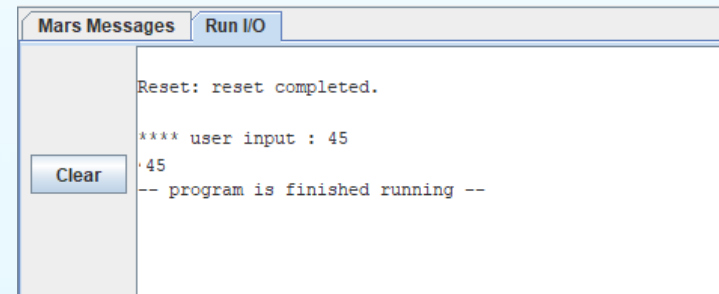 Mars Messages Run I/O
Reset: reset completed.
**** user input : 45
45
Clear
-- program is finished running --